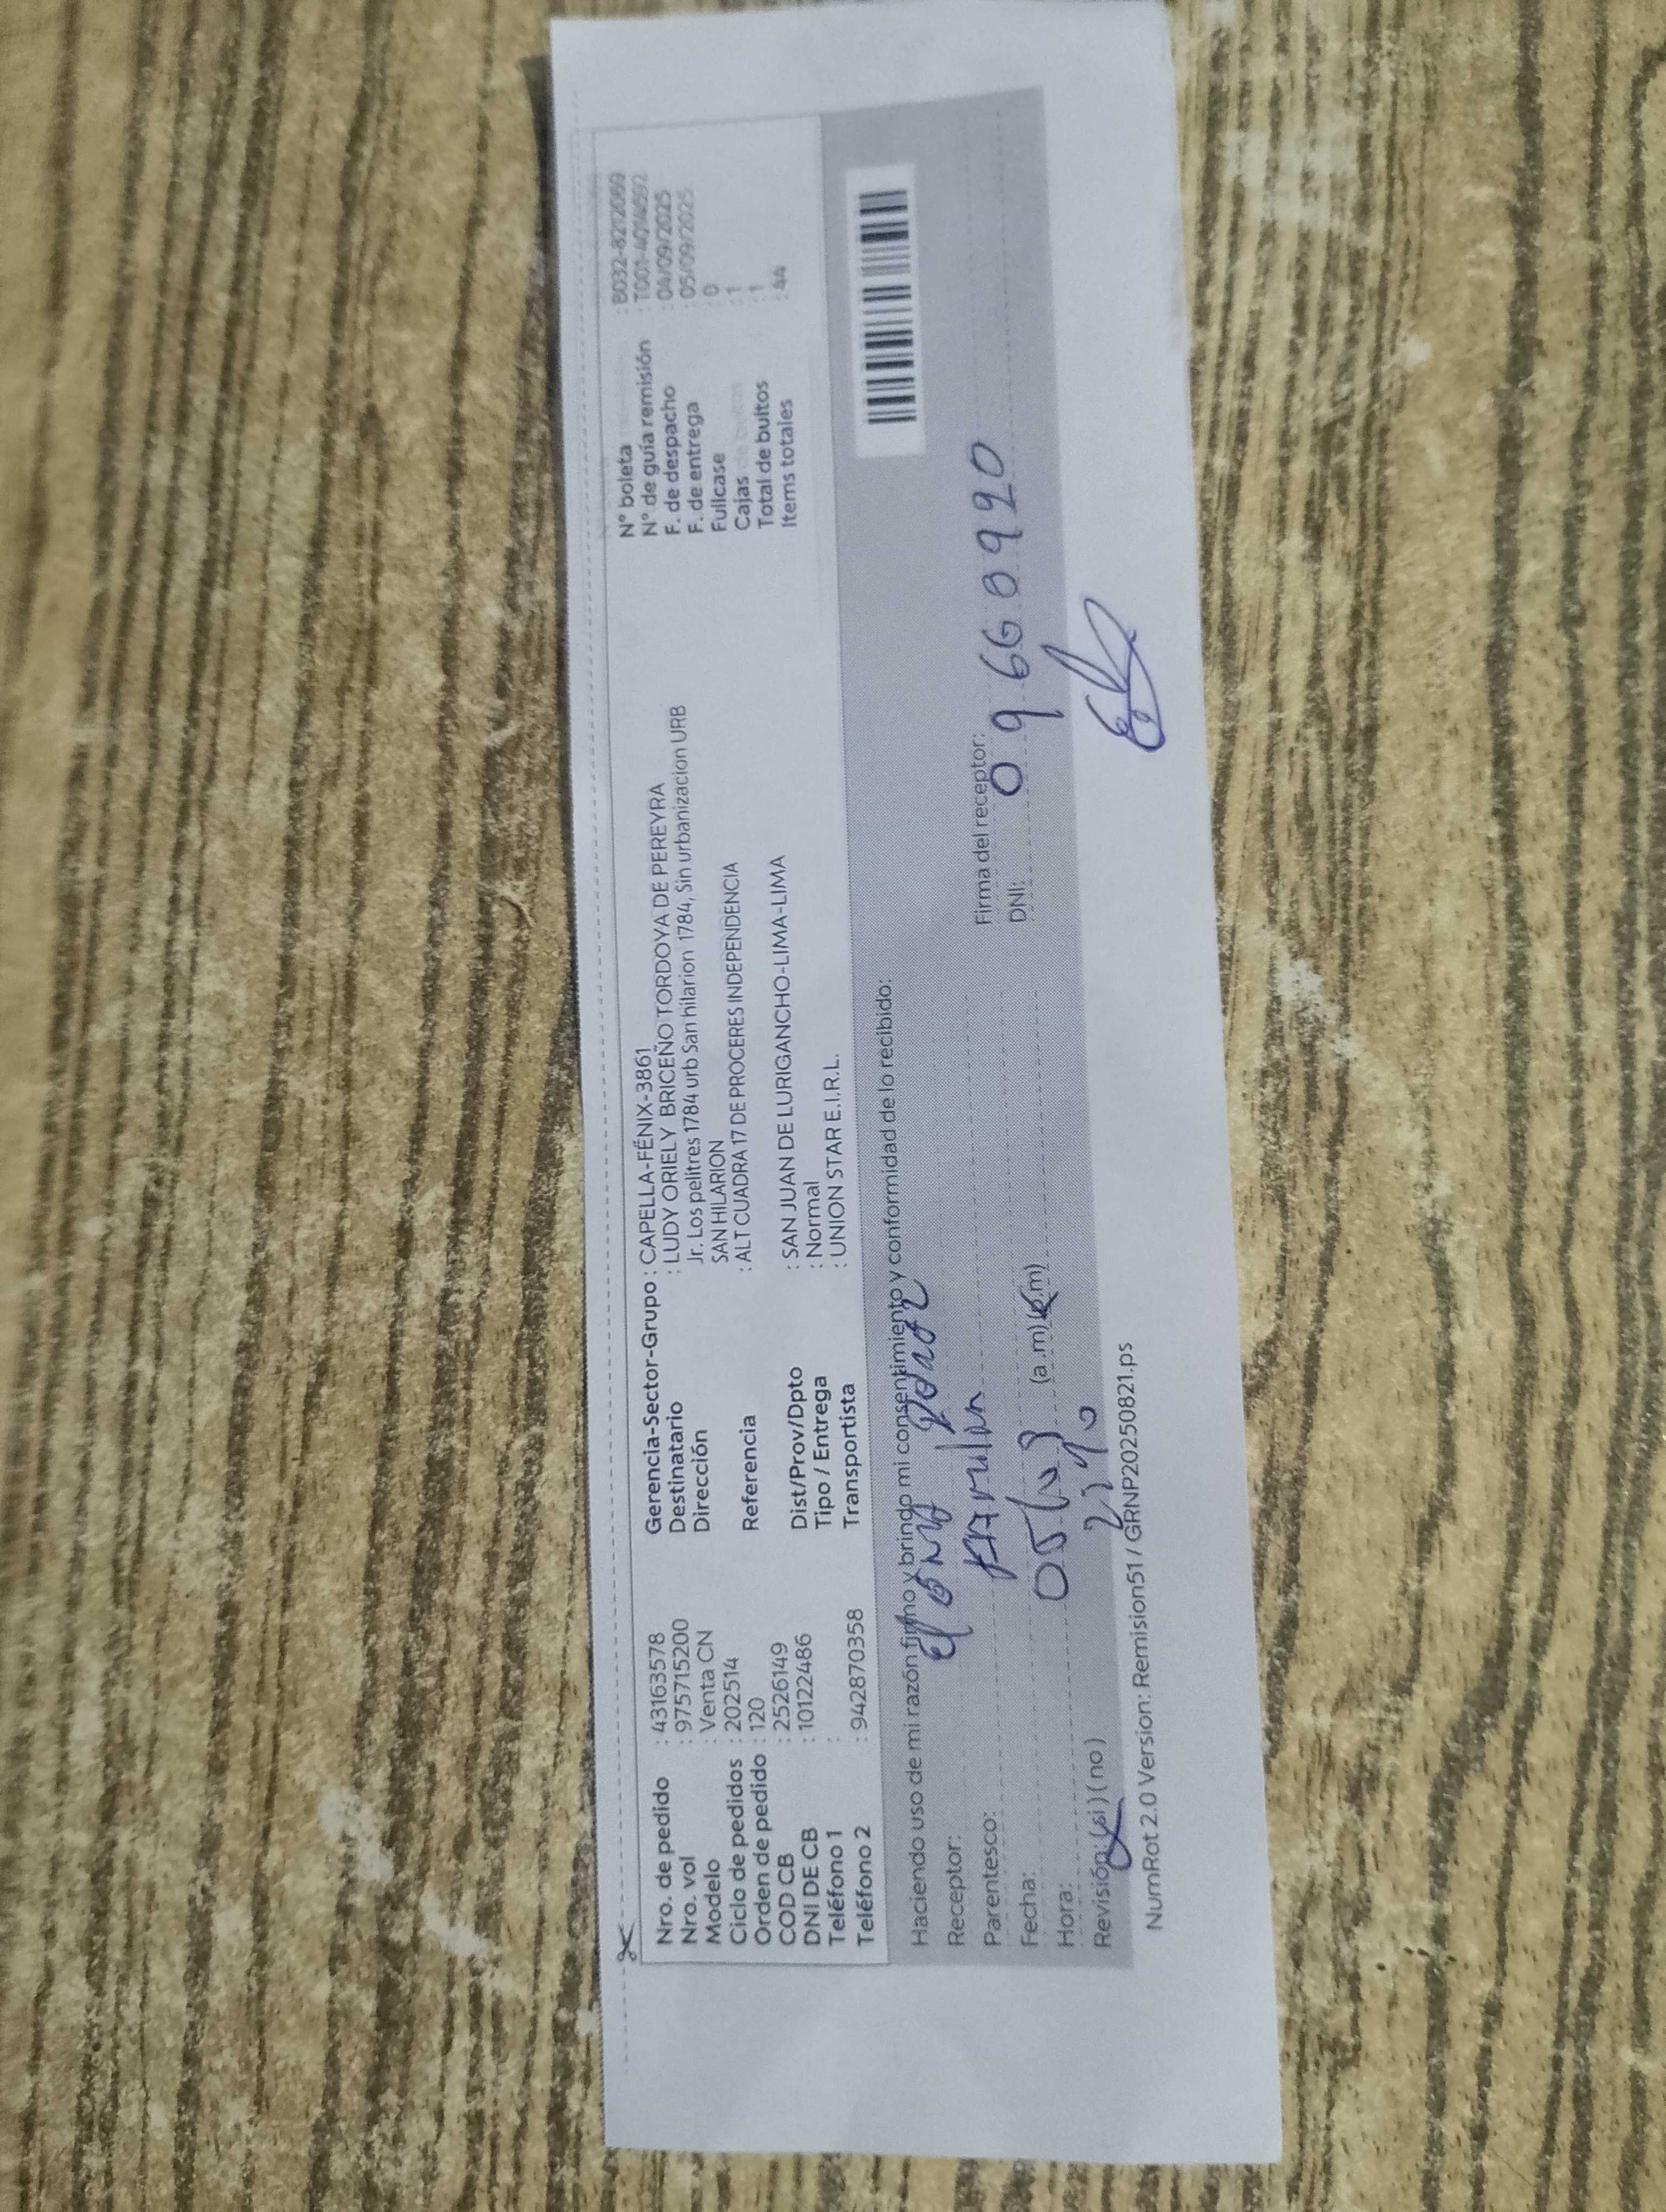 Nro. de pedido : 43163578
Nro. vol : 975715200
Modelo : Venta CN
Ciclo de pedidos : 202514
Orden de pedido : 120
COD CB : 2526149
DNI DE CB : 10122486
Teléfono 1 :
Teléfono 2 : 942870358
Gerencia-Sector-Grupo : CAPELLA-FÉNIX-3861
Destinatario : LUDY ORIELY BRICEÑO TORDOYA DE PEREYRA
Dirección Jr. Los pelitres 1784 urb San hilarion 1784, Sin urbanizacion URB
SAN HILARION
Referencia : ALT CUADRA 17 DE PROCERES INDEPENDENCIA
Dist/Prov/Dpto : SAN JUAN DE LURIGANCHO-LIMA-LIMA
Tipo / Entrega : Normal
Transportista : UNION STAR E.I.R.L.
N° boleta : B032-8212069
N° de guía remisión : T001-40114592
F. de despacho : 04/09/2025
F. de entrega : 05/09/2025
Fullcase : 0
Cajas : 1
Total de bultos : 1
Items totales : 44
Haciendo uso de mi razón firmo y brindo mi consentimiento y conformidad de lo recibido:
Receptor:
Parentesco:
Fecha:
Hora: (a.m) (p.m)
Revisión: (si) (no)
Firma del receptor:
DNI: 09660920
NumRot 2.0 Version: Remision51 / GRNP20250821.ps